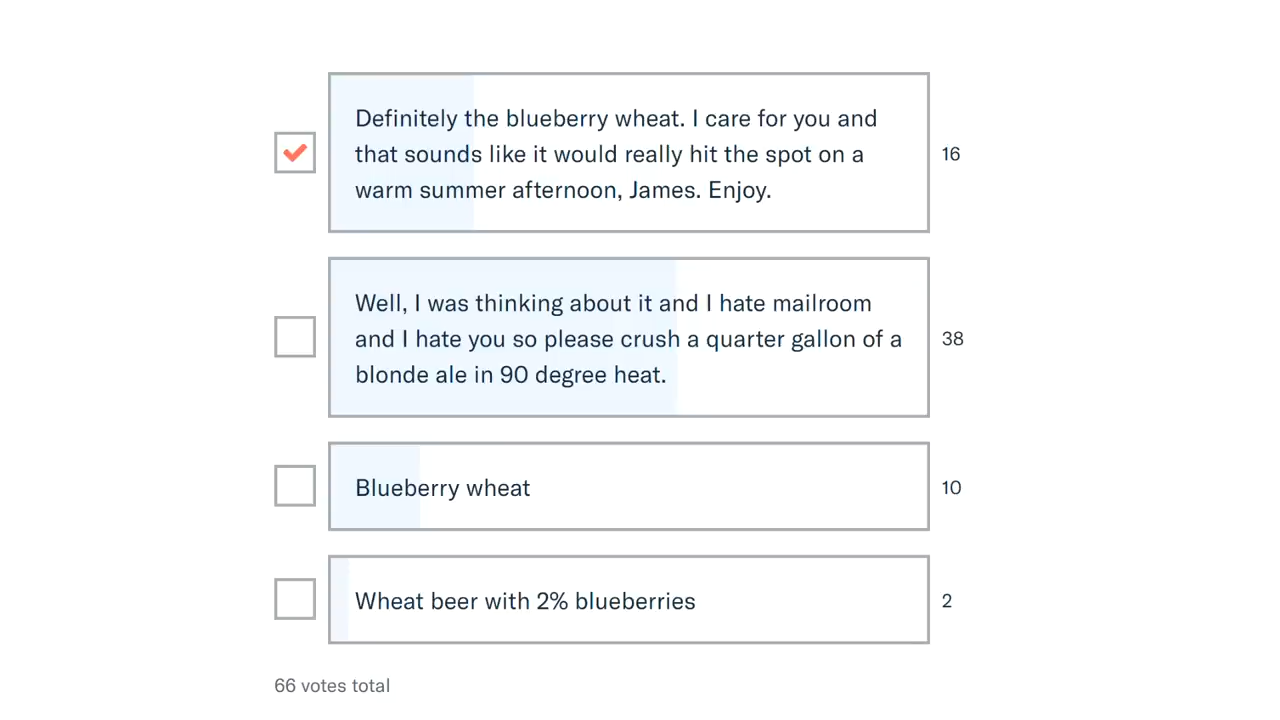 Definitely the blueberry wheat. I care for you and
that sounds like it would really hit the spot on a
warm summer afternoon, James. Enjoy.
16
Well, I was thinking about it and I hate mailroom
and I hate you so please crush a quarter gallon of a
blonde ale in 90 degree heat.
38
Blueberry wheat
10
Wheat beer with 2% blueberries
2
66 votes total